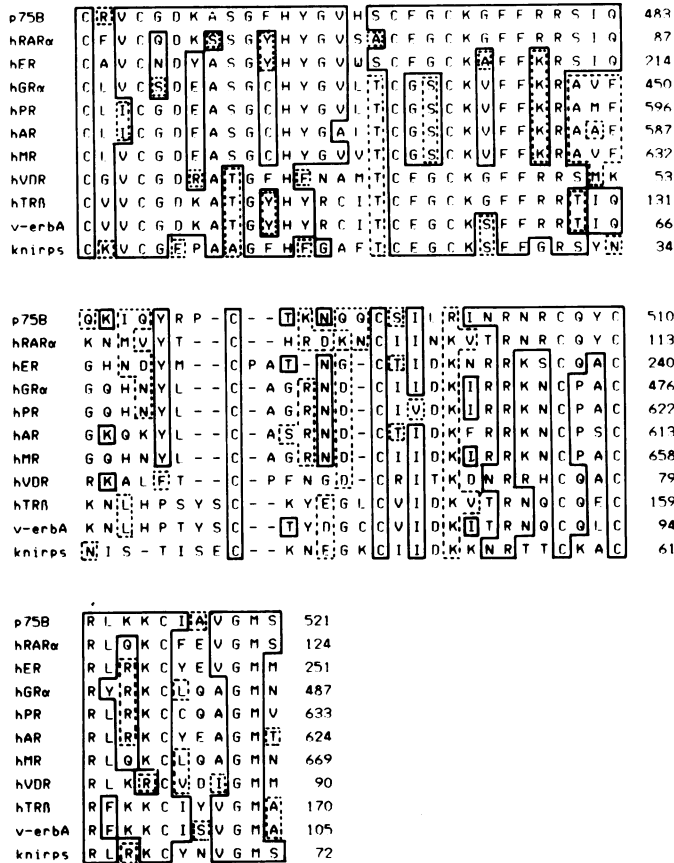 p75B C R V C G D K A S G F H Y G V H S C E G C K G F F R R S I Q 483
hRARα C F V C Q D K S S G Y H Y G V S A C E G C K G F F R R S I Q 87
hER C A V C N D Y A S G Y H Y G V W S C E G C K A F F K R S I Q 214
hGRα C L V C S D E A S G C H Y G V L T C G S C K V F F K R A V E 450
hPR C L I C G D E A S G C H Y G V L T C G S C K V F F K R A M E 596
hAR C L I C G D E A S G C H Y G A L T C G S C K V F F K R A A E 587
hMR C L V C G D E A S G C H Y G V V T C G S C K V F F K R A V E 632
hVDR C G V C G D R A T G F H F N A M T C E G C K G F F R R S M K 53
hTRß C V V C G D K A T G Y H Y R C I T C E G C K G F F R R T I Q 131
v-erbA C V V C G D K A T G Y H Y R C I T C E G C K S F F R R T I Q 66
knirps C K V C G E P A A G F H F G A F T C E G C K S F F G R S Y N 34
p75B Q K I Q Y R P - C - - T K N Q Q C S I L R I N R N R C Q Y C 510
hRARα K N M V Y T - - C - - H R D K N C I I N K V T R N R C Q Y C 113
hER G H N D Y M - - C P A T - N G - C T I D K N R R K S C Q A C 240
hGRα G Q H N Y L - - C - A G R N D - C I I D K I R R K N C P A C 476
hPR G Q H N Y L - - C - A G R N D - C I V D K I R R K N C P A C 622
hAR G K Q K Y L - - C - A S R N D - C T I D K F R R K N C P S C 613
hMR G Q H N Y L - - C - A G R N D - C I I D K I R R K N C P A C 658
hVDR R K A L F T - - C - P F N G D - C R I T K D N R R H C Q A C 79
hTRß K N L H P S Y S C - - K Y E G L C V I D K V T R N Q C Q E C 159
v-erbA K N L H P T Y S C - - T Y D G C C V I D K I T R N Q C Q L C 94
knirps N I S - T I S E C - - K N E G K C I I D K K N R T T C K A C 61
p75B R L K K C I A V G M S 521
hRARα R L Q K C F E V G M S 124
hER R L R K C Y E V G M M 251
hGRα R Y R K C L Q A G M N 487
hPR R L R K C C Q A G M V 633
hAR R L R K C Y E A G M T 624
hMR R L Q K C L Q A G M N 669
hVDR R L K R C V D I G M M 90
hTRß R F K K C I Y V G M A 170
v-erbA R F K K C I S V G M A 105
knirps R L R K C Y N V G M S 72